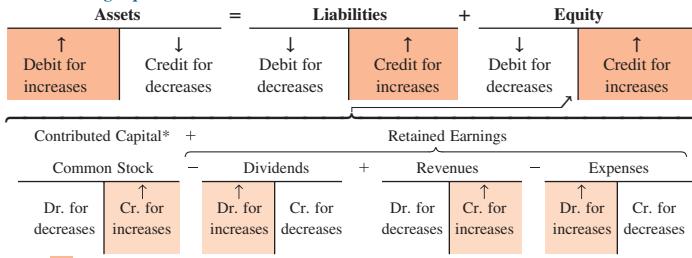 Assets = Liabilities + Equity
↑ ↓ ↓ ↑ ↓ ↑
Debit for Credit for Debit for Credit for Debit for Credit for
increases decreases decreases increases decreases increases
Contributed Capital* + Retained Earnings
Common Stock − Dividends + Revenues − Expenses
↑ ↑ ↑ ↑
Dr. for Cr. for Dr. for Cr. for Dr. for Cr. for Dr. for Cr. for
decreases increases increases decreases decreases increases increases decreases